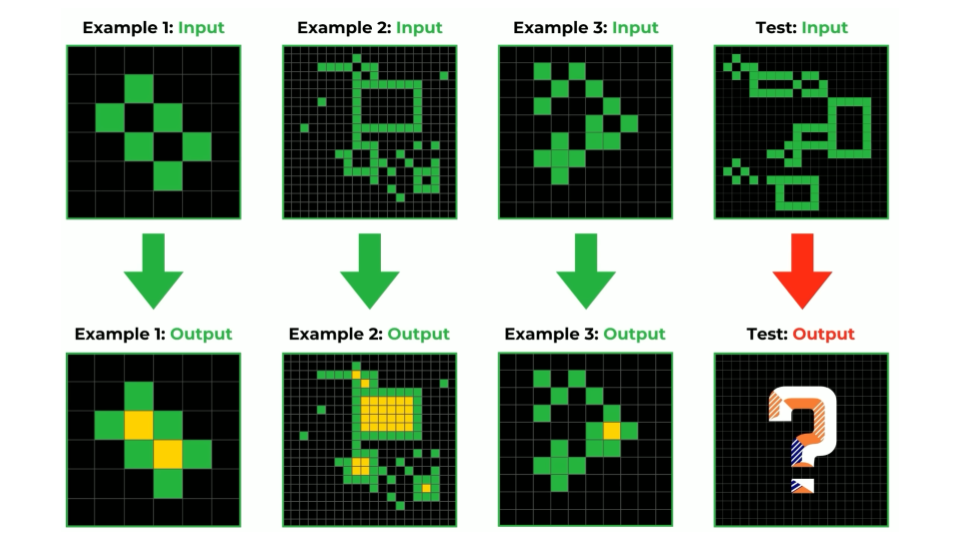 Example 1: Input
Example 2: Input
Example 3: Input
Test: Input
Example 1: Output
Example 2: Output
Example 3: Output
Test: Output
?